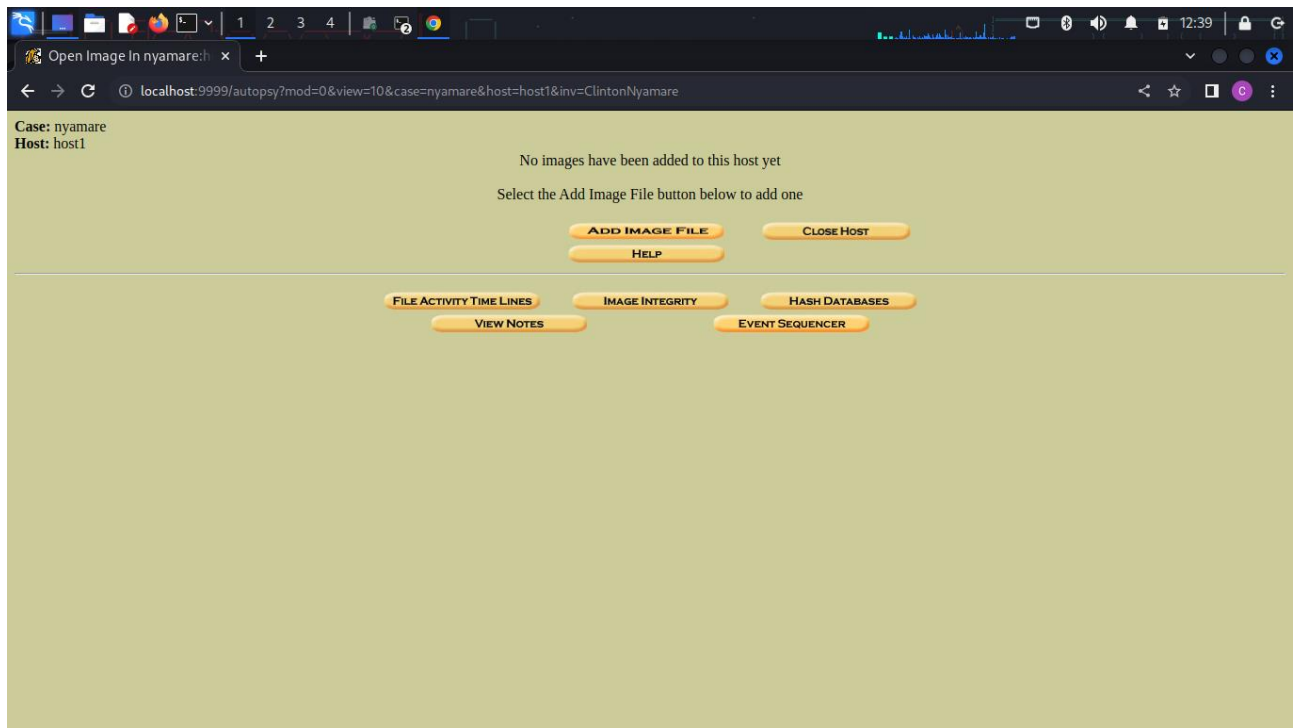 1 2 3 4 2 12:39
Open Image In nyamare:h
localhost:9999/autopsy?mod=0&view=10&case=nyamare&host=host1&inv=ClintonNyamare
C
Case: nyamare
Host: host1
No images have been added to this host yet
Select the Add Image File button below to add one
ADD IMAGE FILE CLOSE HOST
HELP
FILE ACTIVITY TIME LINES IMAGE INTEGRITY HASH DATABASES
VIEW NOTES EVENT SEQUENCER